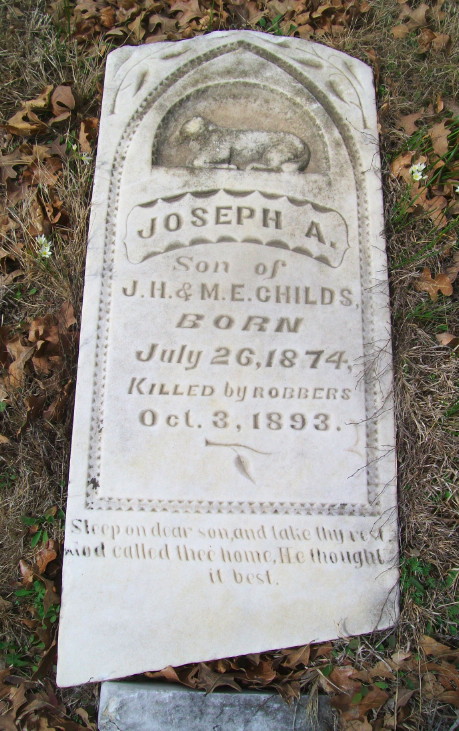 JOSEPH A.
Son of
J.H. & M.E. CHILDS,
BORN
July 26, 1874,
KILLED by ROBBERS
Oct. 3, 1893.
Sleep on dear son, and take thy rest
called thee home, He thought
it best.